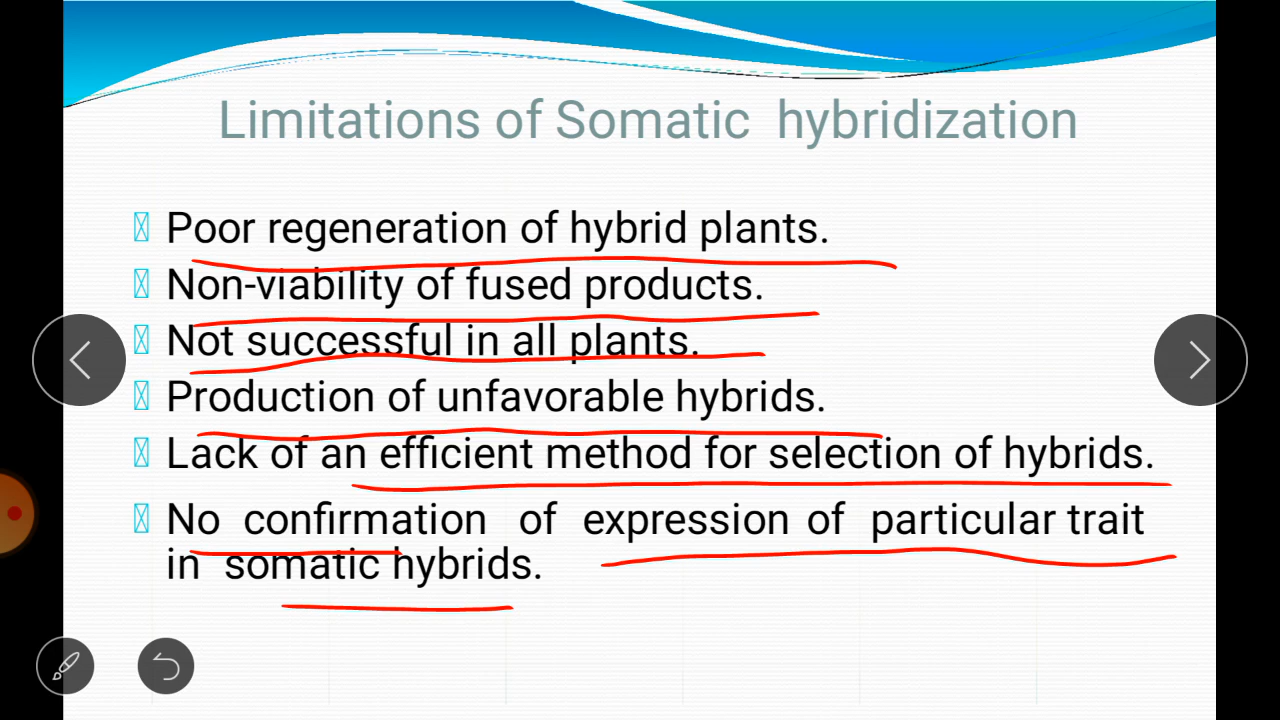 Limitations of Somatic hybridization
Poor regeneration of hybrid plants.
Non-viability of fused products.
Not successful in all plants.
Production of unfavorable hybrids.
Lack of an efficient method for selection of hybrids.
No confirmation of expression of particular trait
in somatic hybrids.